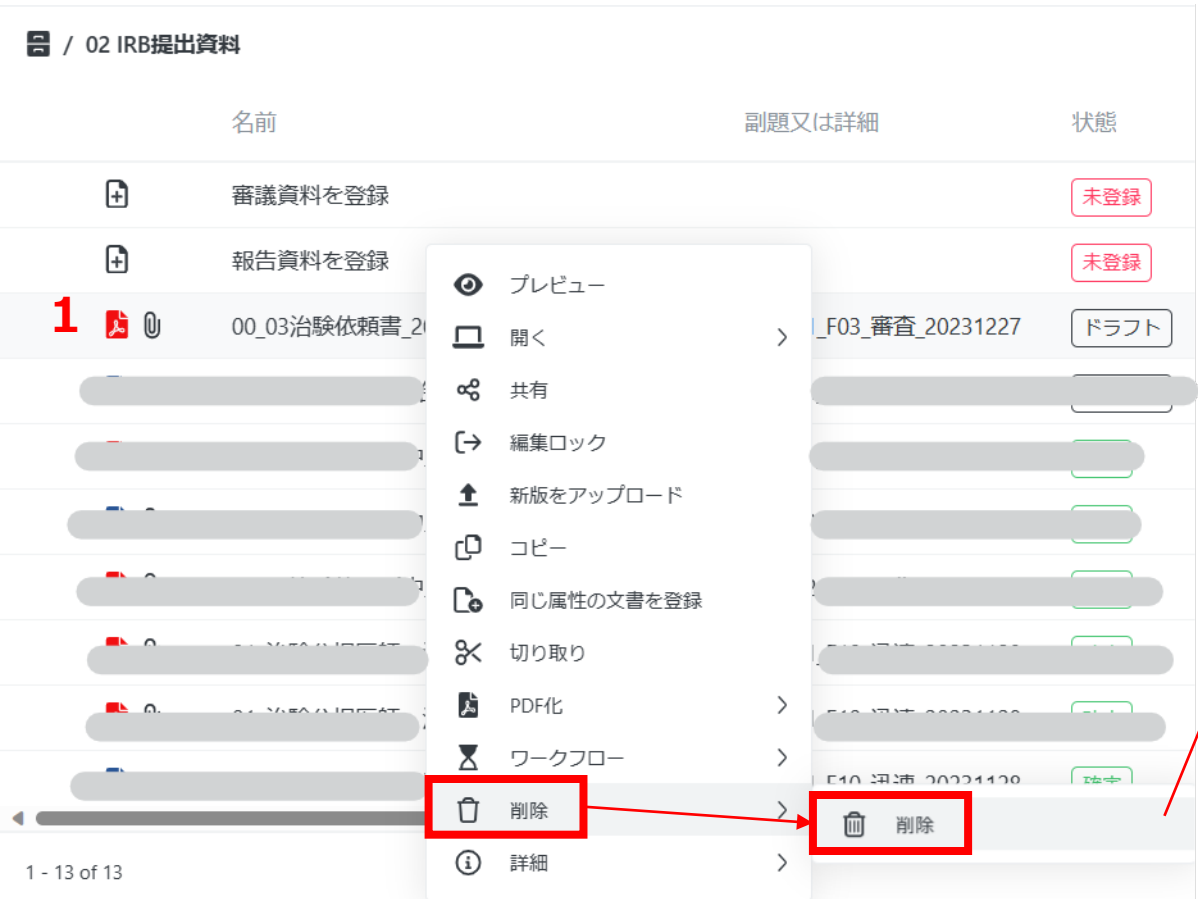 / 02 IRB提出資料
名前 副題又は詳細 状態
審議資料を登録 未登録
報告資料を登録 未登録
1 00_03治験依頼書_20 _F03_審査_20231227 ドラフト
プレビュー
開く
共有
編集ロック
新版をアップロード
コピー
同じ属性の文書を登録
切り取り
PDF化
ワークフロー
削除
削除
詳細
F10_迅速_20231128 確定
1 - 13 of 13